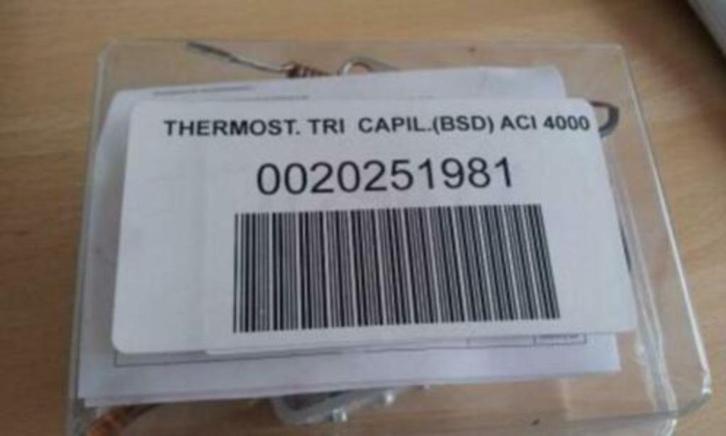 THERMOST. TRI CAPIL.(BSD) ACI 4000
0020251981